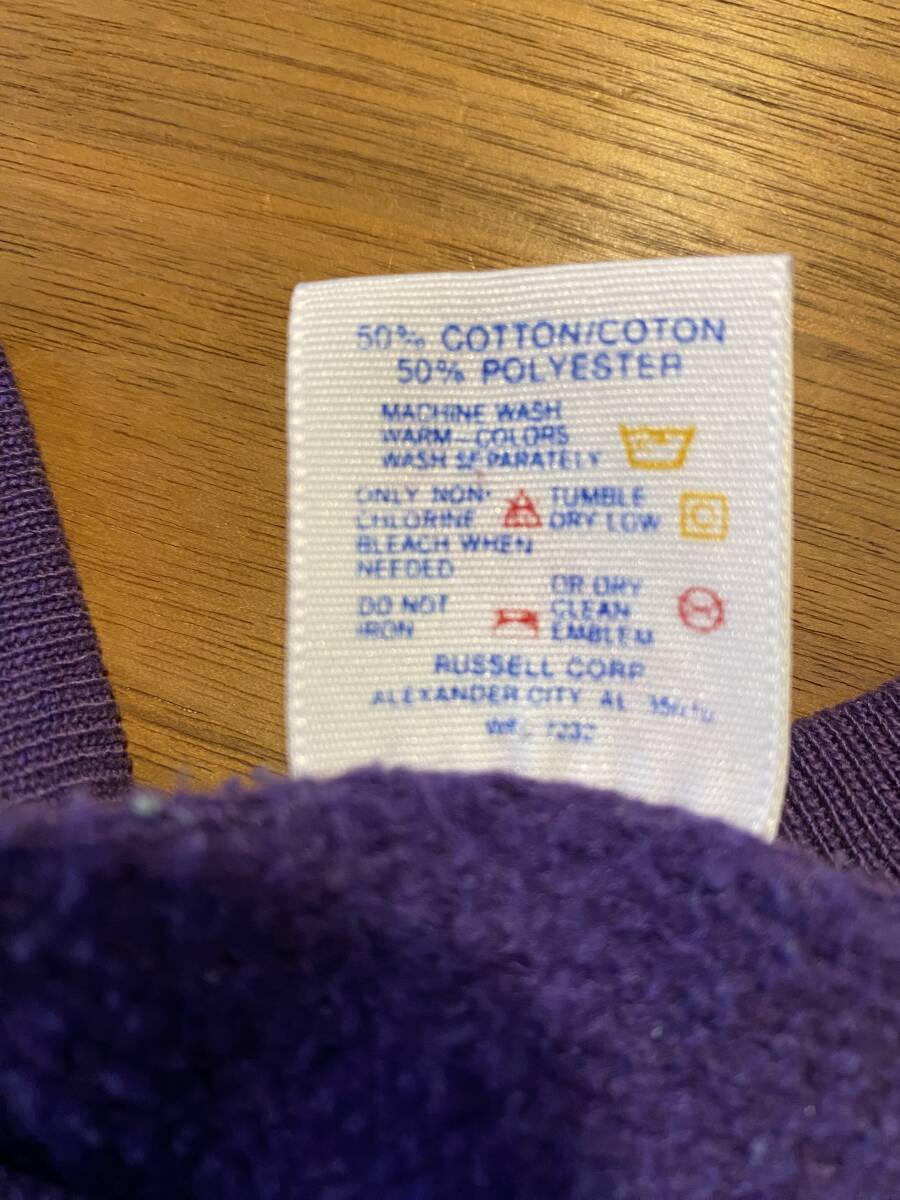 50% COTTON/COTON
50% POLYESTER
MACHINE WASH
WARM-COLORS
WASH SEPARATELY
ONLY NON-
CHLORINE
BLEACH WHEN
NEEDED
TUMBLE
DRY LOW
DO NOT
IRON
OR DRY
CLEAN
EMBLEM
RUSSELL CORP
ALEXANDER CITY AL